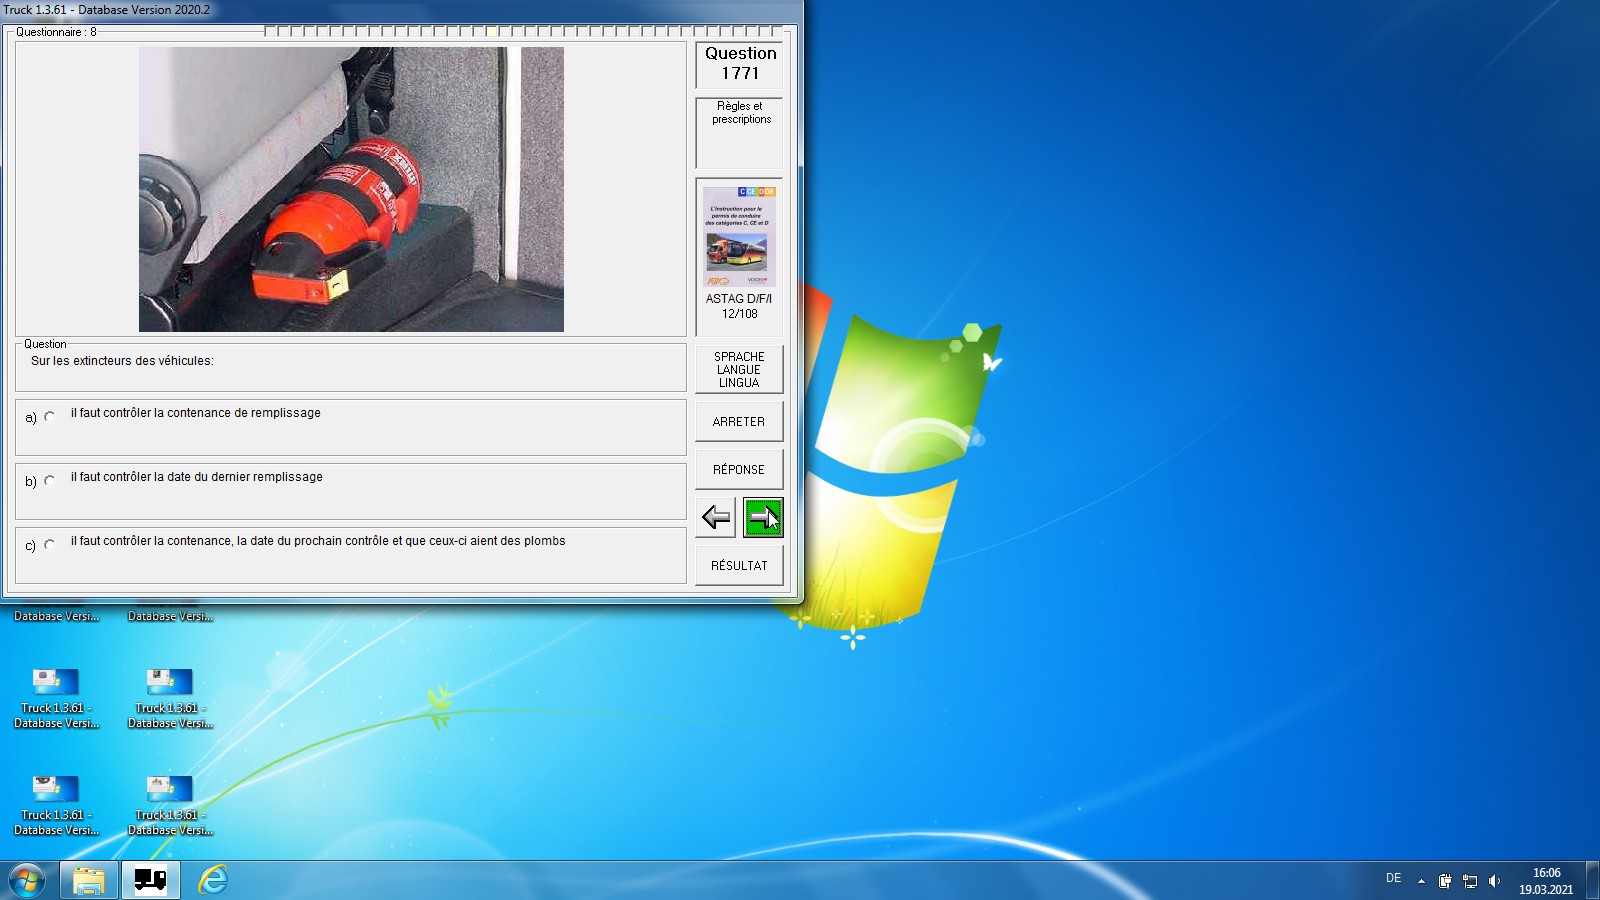 Truck 1.3.61 - Database Version 2020.2
Questionnaire : 8
Question
1771
Règles et
prescriptions
C CE D DE
L'instruction pour le
permis de conduire
des catégories C, CE et D
ASTAG D/F/I
12/108
Question
Sur les extincteurs des véhicules:
SPRACHE
LANGUE
LINGUA
a) il faut contrôler la contenance de remplissage
ARRETER
b) il faut contrôler la date du dernier remplissage
RÉPONSE
c) il faut contrôler la contenance, la date du prochain contrôle et que ceux-ci aient des plombs
RÉSULTAT
Database Versi...
Database Versi...
Truck 1.3.61 -
Database Versi...
Truck 1.3.61 -
Database Versi...
Truck 1.3.61 -
Database Versi...
Truck 1.3.61 -
Database Versi...
DE
16:06
19.03.2021